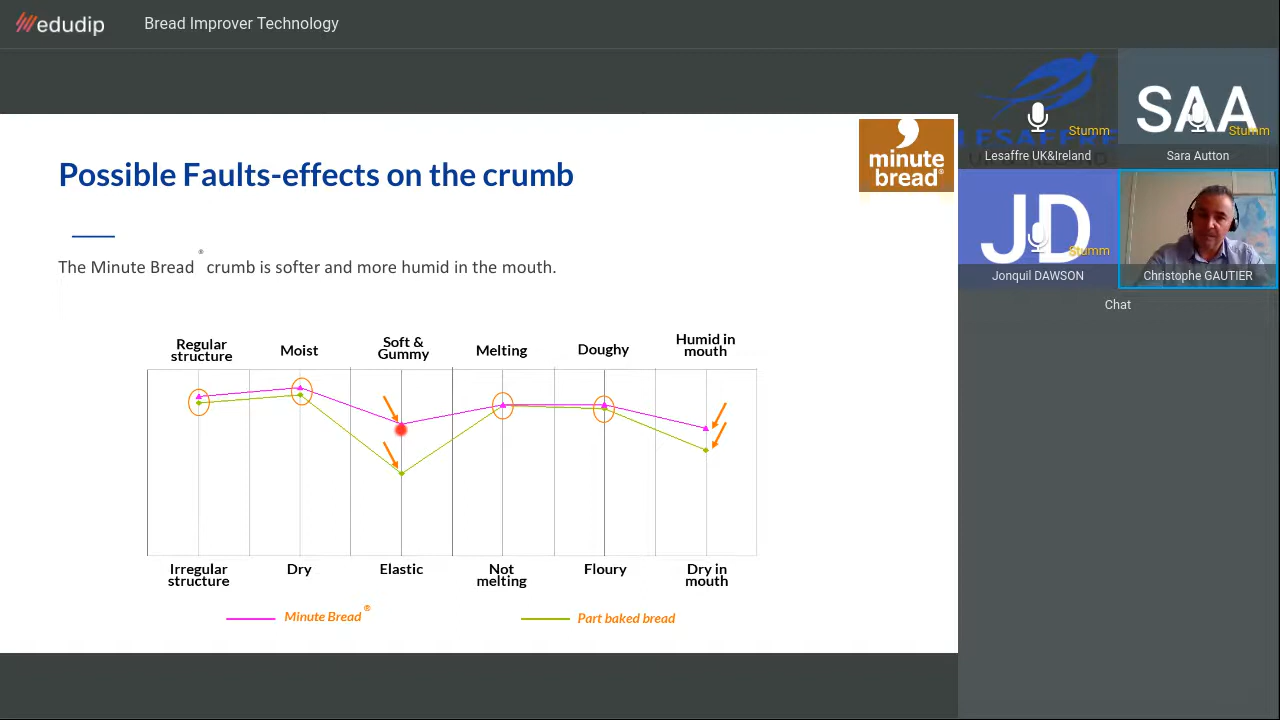 edudip
Bread Improver Technology
Possible Faults-effects on the crumb
minute
bread®
The Minute Bread ® crumb is softer and more humid in the mouth.
Regular
structure
Moist
Soft &
Gummy
Melting
Doughy
Humid in
mouth
Irregular
structure
Dry
Elastic
Not
melting
Floury
Dry in
mouth
Minute Bread ®
Part baked bread
LESAFFRE
Stumm
Lesaffre UK&Ireland
SAA
Stumm
Sara Autton
JD
Stumm
Jonquil DAWSON
Christophe GAUTIER
Chat